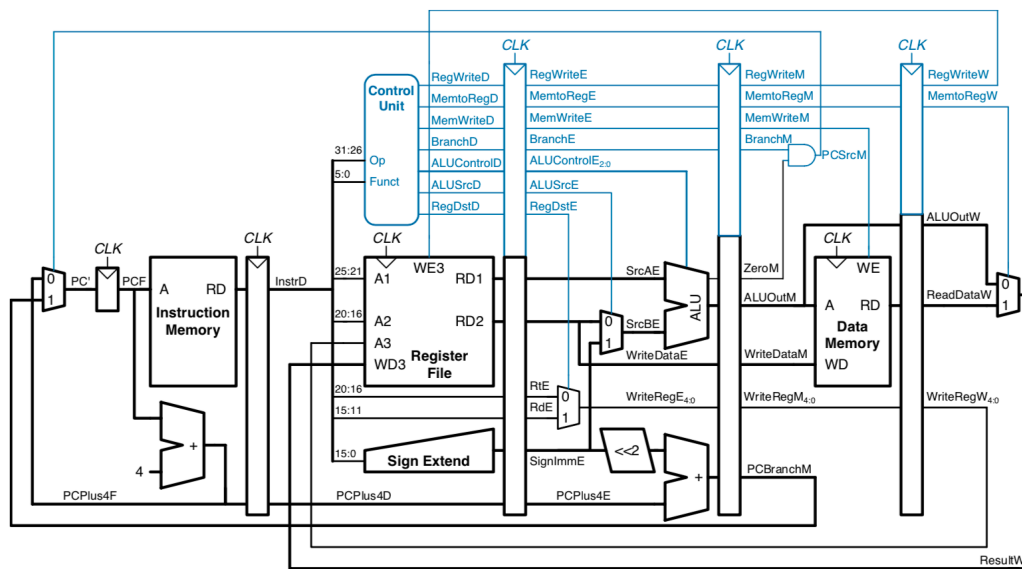 CLK CLK CLK
Control Unit
RegWriteD RegWriteE RegWriteM RegWriteW
MemtoRegD MemtoRegE MemtoRegM MemtoRegW
MemWriteD MemWriteE MemWriteM
BranchD BranchE BranchM PCSrcM
31:26 Op ALUControlD ALUControlE2:0
5:0 Funct ALUSrcD ALUSrcE
RegDstD RegDstE
ALUOutW
CLK CLK CLK CLK
0 PC' PCF A RD InstrD 25:21 A1 WE3 RD1 SrcAE ALU ZeroM WE
1 Instruction Memory 20:16 A2 RD2 0 SrcBE ALUOutM A RD ReadDataW 0
A3 1 Data Memory 1
WD3 Register File WriteDataE WriteDataM WD
20:16 RtE 0 WriteRegE4:0 WriteRegM4:0 WriteRegW4:0
15:11 RdE 1
+ 15:0 Sign Extend SignImmE <<2
4 + PCBranchM
PCPlus4F PCPlus4D PCPlus4E
ResultW